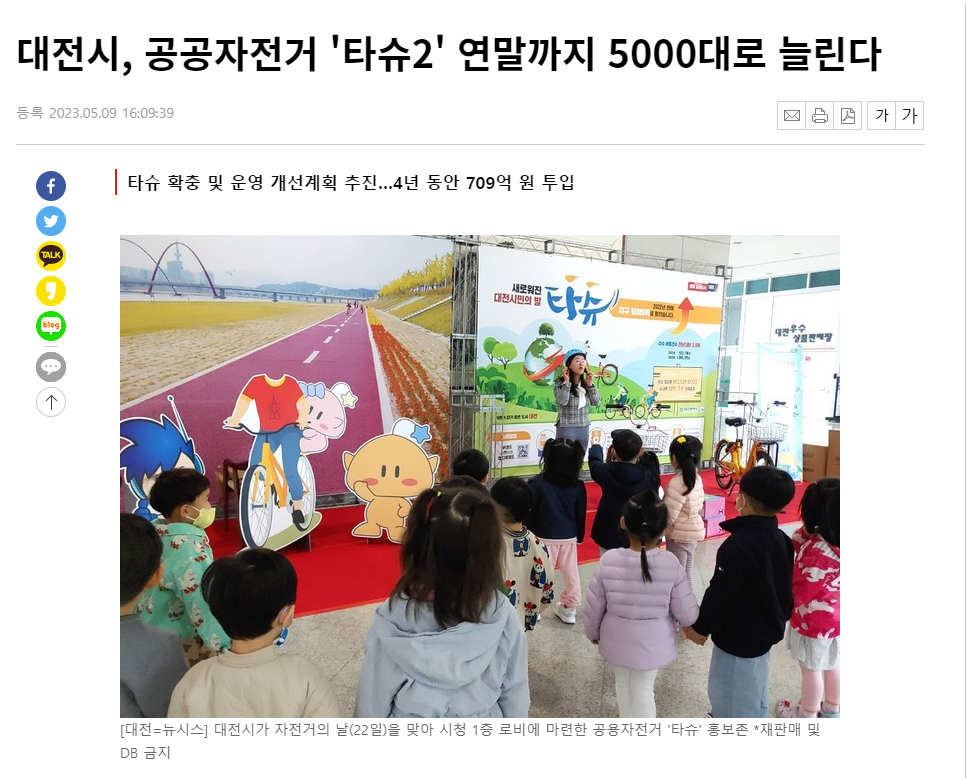 대전시, 공공자전거 '타슈2' 연말까지 5000대로 늘린다
등록 2023.05.09 16:09:39
가 가
타슈 확충 및 운영 개선계획 추진...4년 동안 709억 원 투입
TALK
blog
새로워진
대전시민의 발
타슈
대전우수
상품판매장
[대전=뉴시스] 대전시가 자전거의 날(22일)을 맞아 시청 1층 로비에 마련한 공용자전거 '타슈' 홍보존 *재판매 및
DB 금지